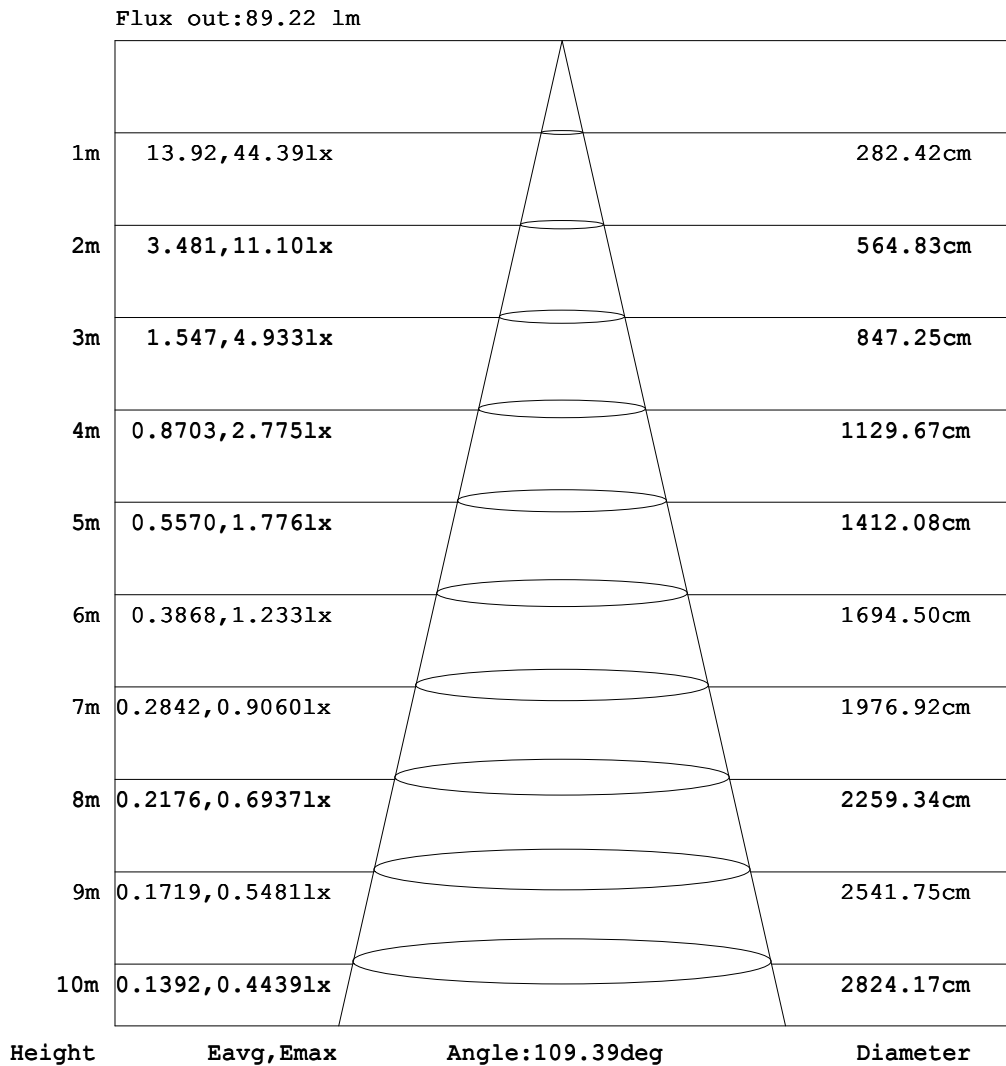 Flux out:89.22 lm
1m 13.92,44.39lx 282.42cm
2m 3.481,11.10lx 564.83cm
3m 1.547,4.933lx 847.25cm
4m 0.8703,2.775lx 1129.67cm
5m 0.5570,1.776lx 1412.08cm
6m 0.3868,1.233lx 1694.50cm
7m 0.2842,0.9060lx 1976.92cm
8m 0.2176,0.6937lx 2259.34cm
9m 0.1719,0.5481lx 2541.75cm
10m 0.1392,0.4439lx 2824.17cm
Height Eavg,Emax Angle:109.39deg Diameter